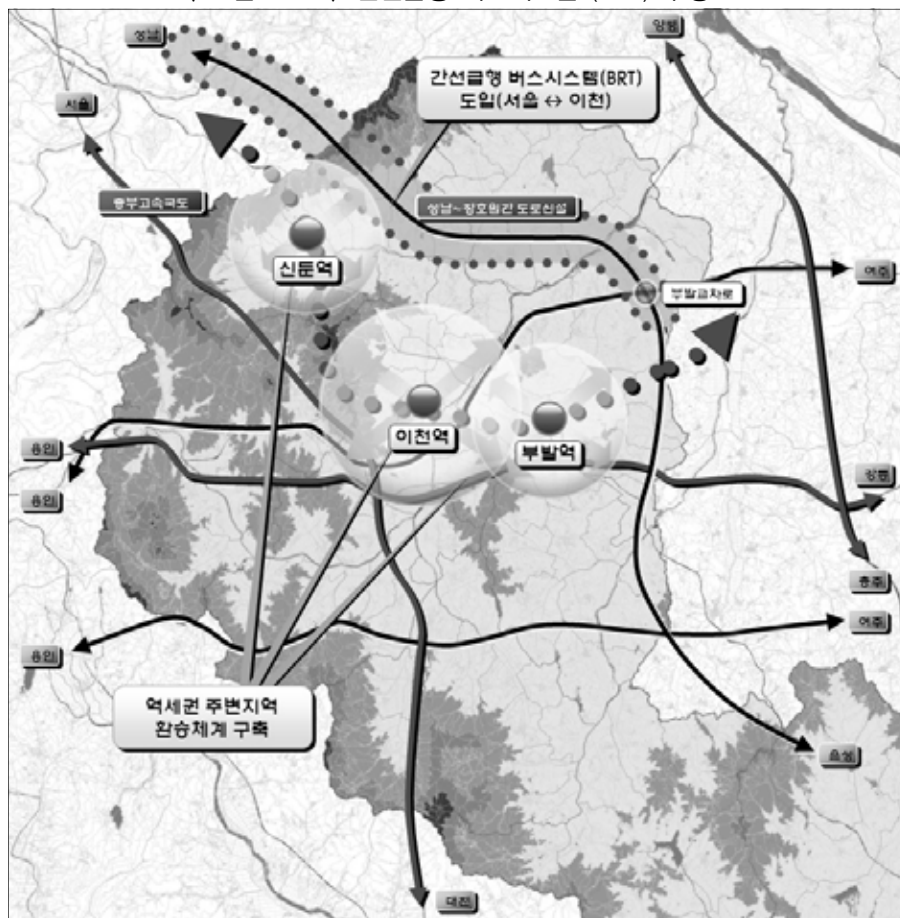 성남
양평
간선급행 버스시스템(BRT)
도입(서울 ↔ 이천)
서울
중부고속국도
성남~장호원간 도로신설
신둔역
여주
부발교차로
이천역
부발역
용인
강릉
용인
충주
여주
용인
역세권 주변지역
환승체계 구축
음성
대전